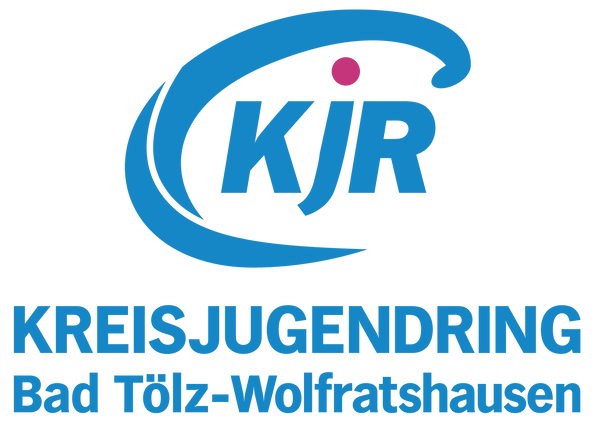 KjR
KREISJUGENDRING
Bad Tölz-Wolfratshausen